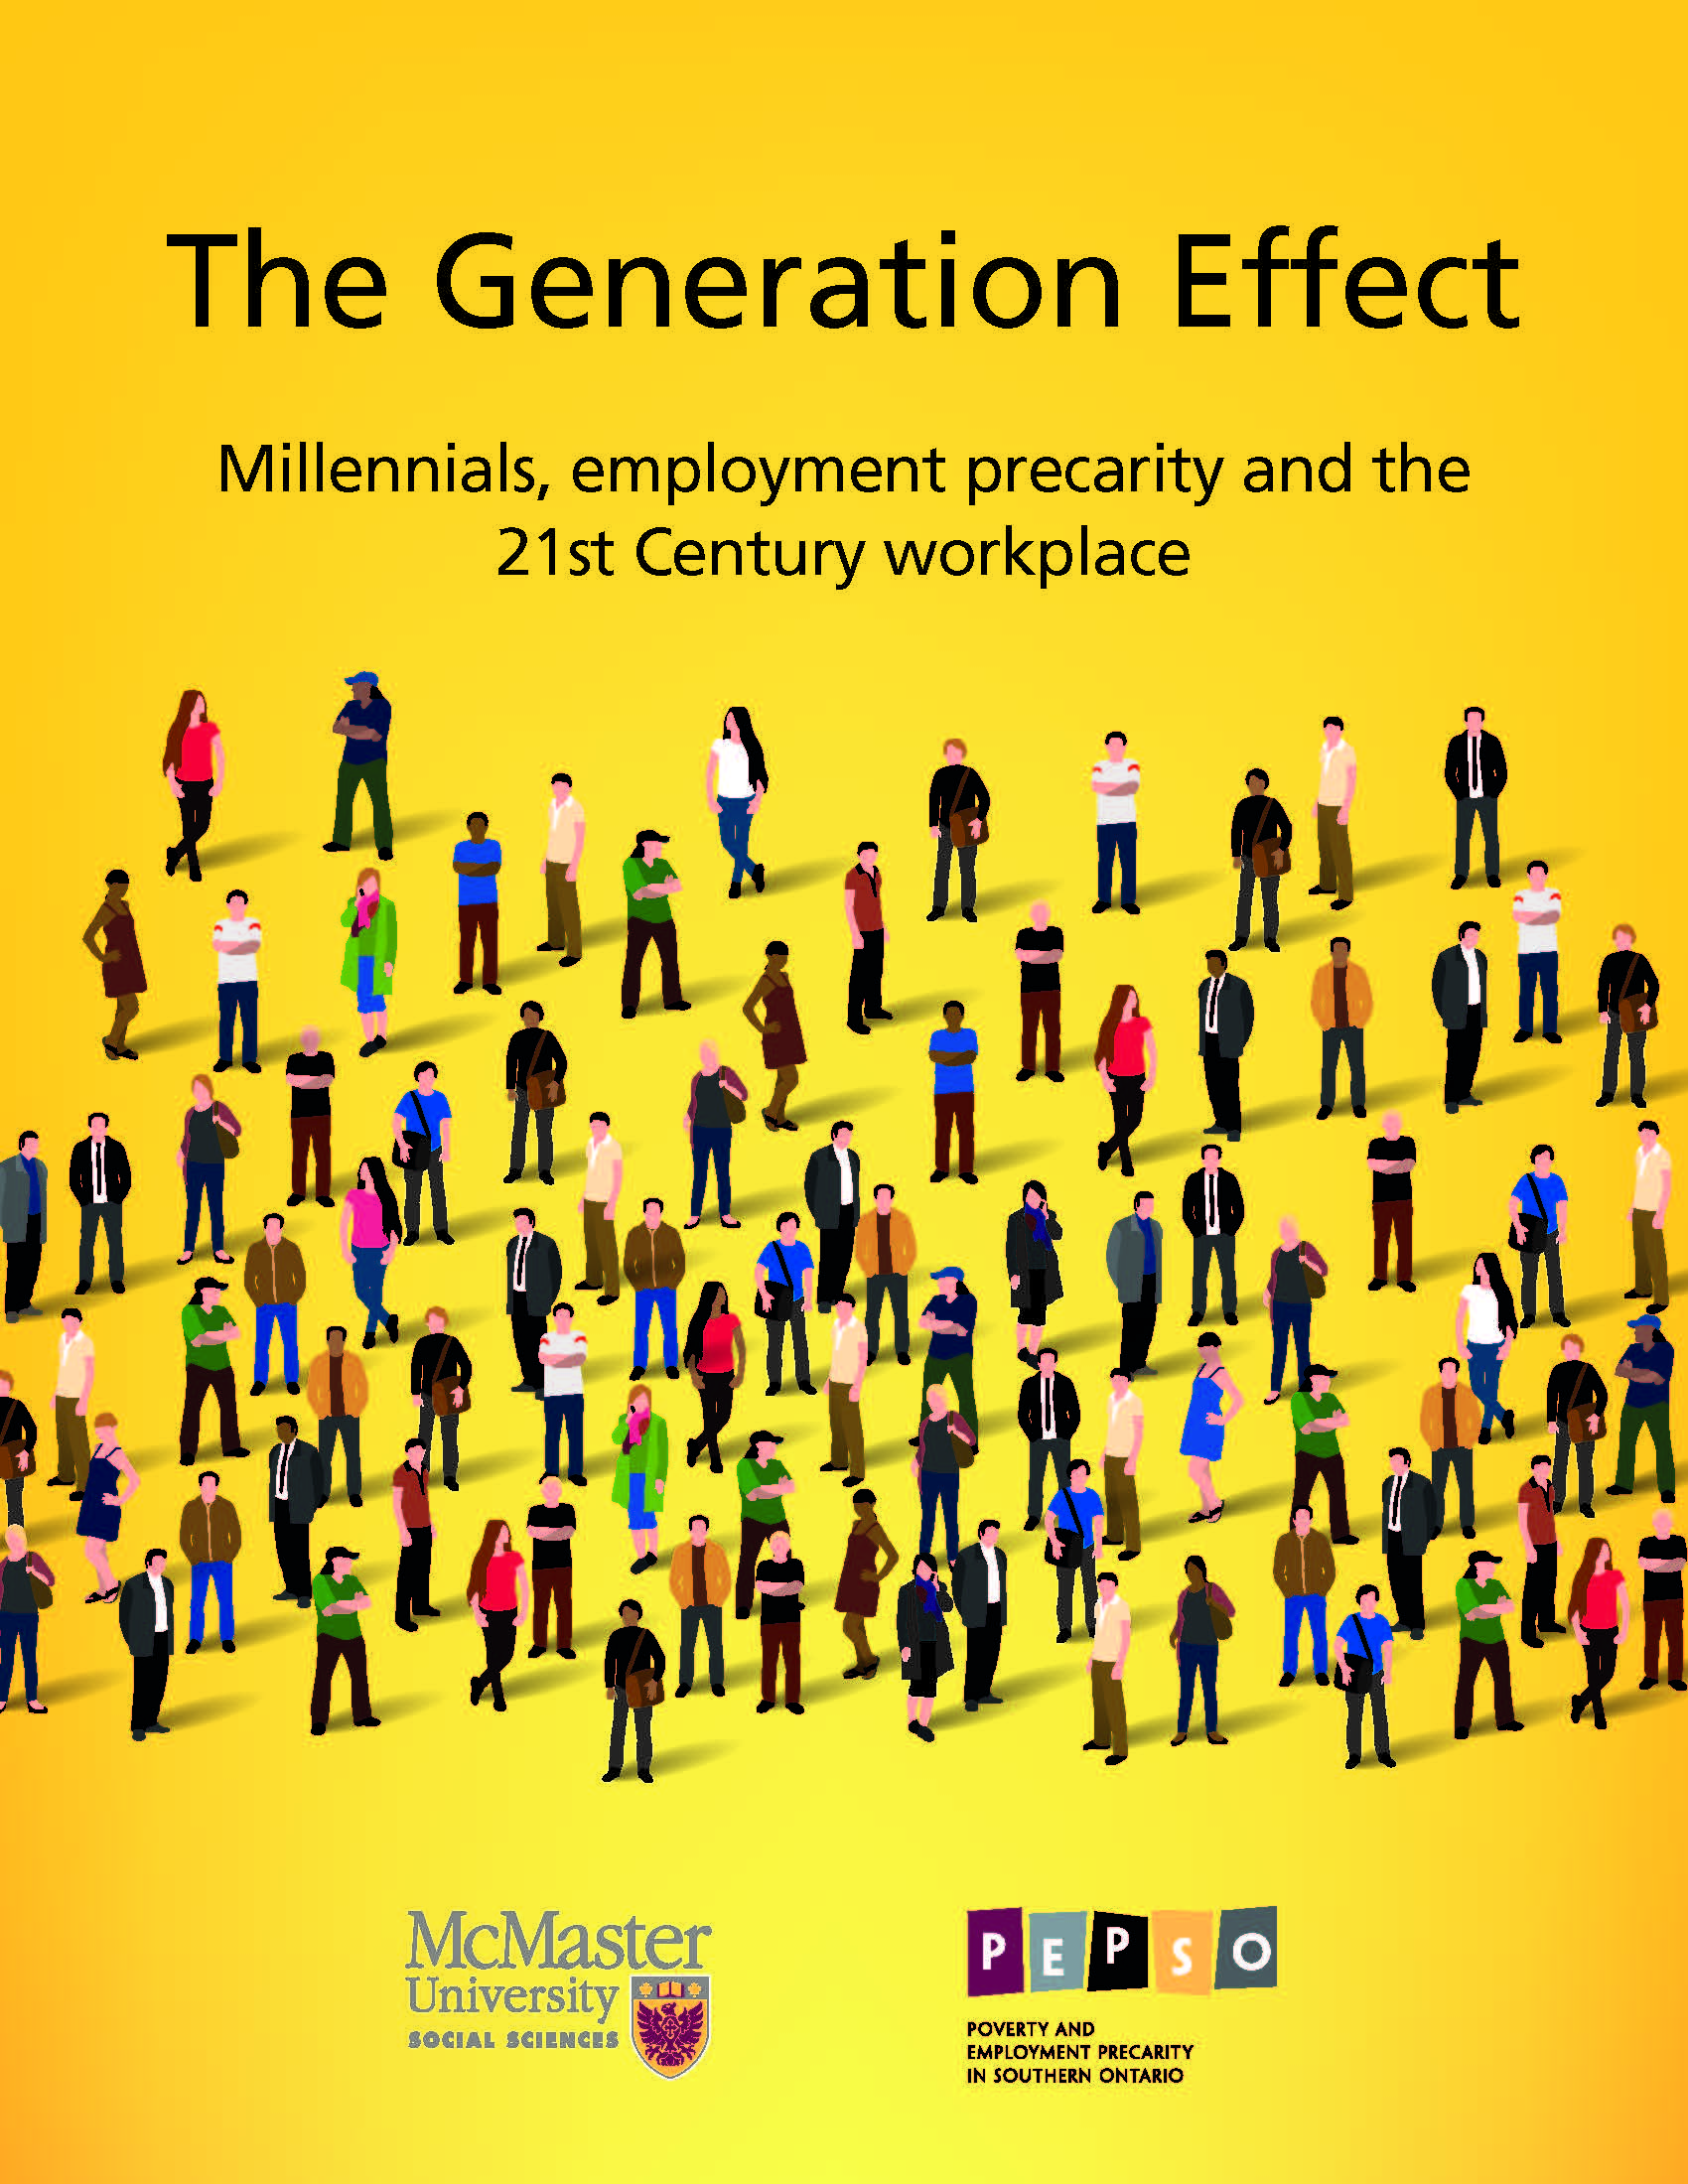 The Generation Effect
Millennials, employment precarity and the
21st Century workplace
McMaster
University
SOCIAL SCIENCES
PEPSO
POVERTY AND
EMPLOYMENT PRECARITY
IN SOUTHERN ONTARIO